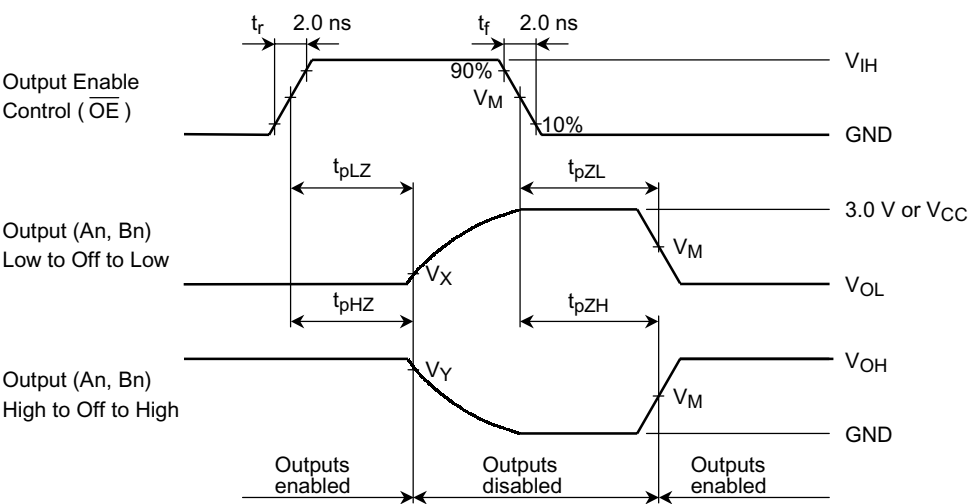 tr 2.0 ns tf 2.0 ns
VIH
90%
Output Enable
Control ( OE )
VM
10%
GND
tpLZ tpZL
3.0 V or VCC
Output (An, Bn)
Low to Off to Low
VM
VX
VOL
tpHZ tpZH
VOH
VY
Output (An, Bn)
High to Off to High
VM
GND
Outputs
enabled
Outputs
disabled
Outputs
enabled